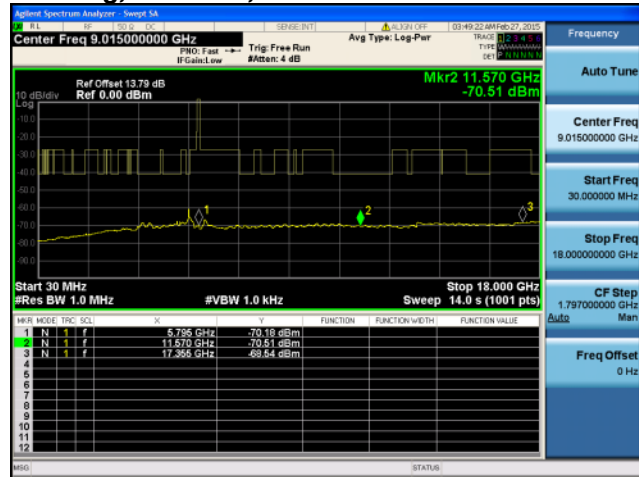 Agilent Spectrum Analyzer - Swept SA
RL RF 50 Ω DC SENSE:INT ALIGN OFF 03:49:22 AM Feb 27, 2015
Center Freq 9.015000000 GHz
PNO: Fast
IFGain:Low
Trig: Free Run
#Atten: 4 dB
Avg Type: Log-Pwr
TRACE 1 2 3 4 5 6
TYPE
DET P N N N N N
Frequency
Auto Tune
Center Freq
9.015000000 GHz
Start Freq
30.000000 MHz
Stop Freq
18.000000000 GHz
CF Step
1.797000000 GHz
Auto Man
Freq Offset
0 Hz
Mkr2 11.570 GHz
-70.51 dBm
Ref Offset 13.79 dB
10 dB/div Ref 0.00 dBm
Log
-10.0
-20.0
-30.0
-40.0
-50.0
-60.0
-70.0
-80.0
-90.0
1
2
3
Start 30 MHz Stop 18.000 GHz
#Res BW 1.0 MHz #VBW 1.0 kHz Sweep 14.0 s (1001 pts)
MKR MODE TRC SCL X Y FUNCTION FUNCTION WIDTH FUNCTION VALUE
1 N 1 f 5.795 GHz -70.18 dBm
2 N 1 f 11.570 GHz -70.51 dBm
3 N 1 f 17.355 GHz -68.54 dBm
4
5
6
7
8
9
10
11
12
MSG STATUS